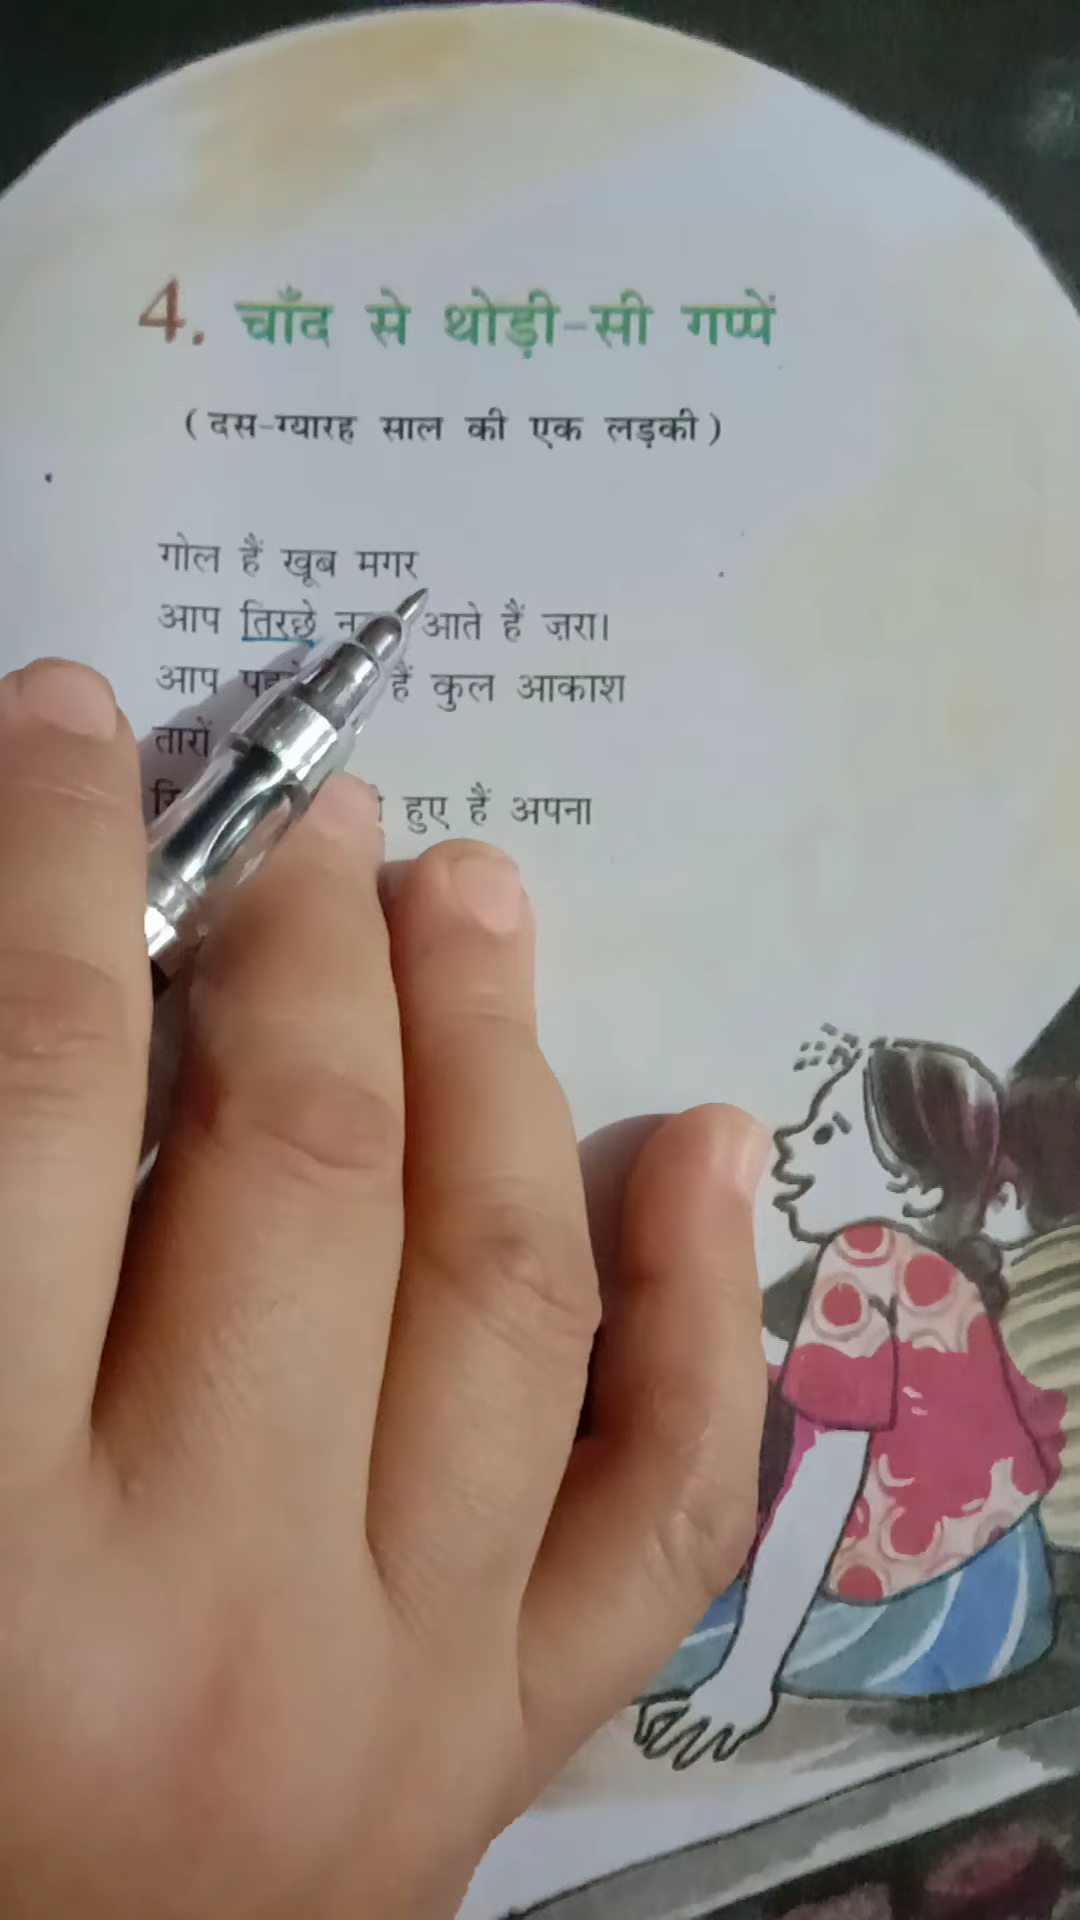 4. चाँद से थोड़ी-सी गप्पें
(दस-ग्यारह साल की एक लड़की)
गोल हैं खूब मगर
आप तिरछे आते हैं ज़रा।
आप हैं कुल आकाश
तारों
हुए हैं अपना